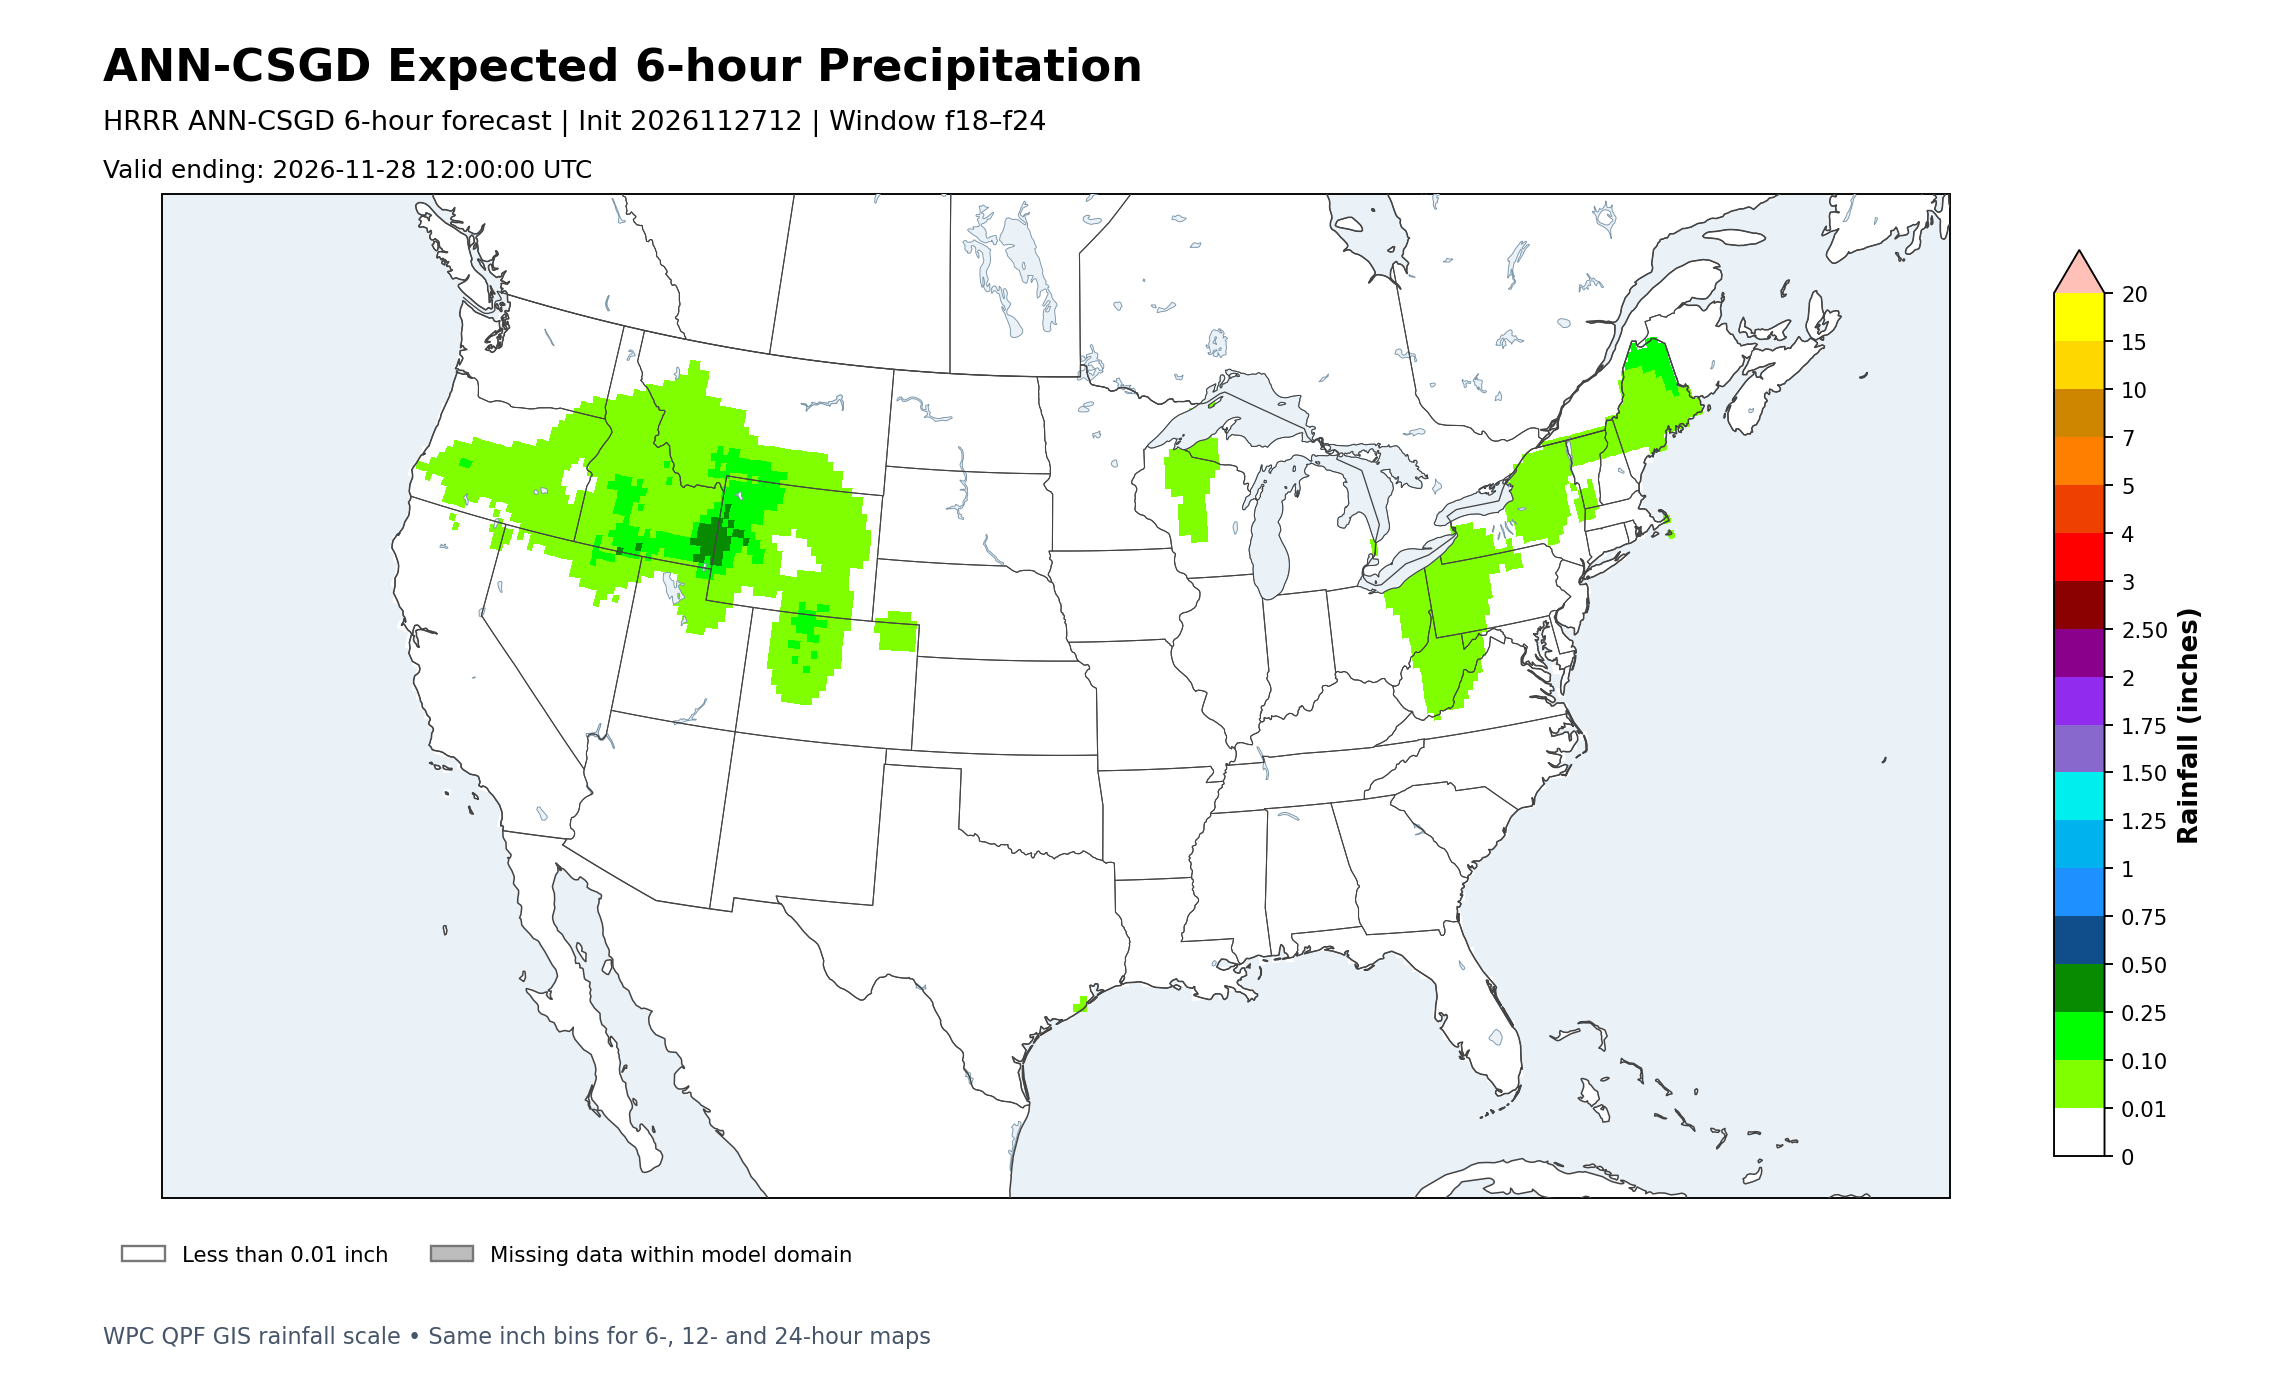 ANN-CSGD Expected 6-hour Precipitation
HRRR ANN-CSGD 6-hour forecast | Init 2026112712 | Window f18–f24
Valid ending: 2026-11-28 12:00:00 UTC
20
15
10
7
5
4
3
2.50
2
1.75
1.50
1.25
1
0.75
0.50
0.25
0.10
0.01
0
Rainfall (inches)
Less than 0.01 inch
Missing data within model domain
WPC QPF GIS rainfall scale • Same inch bins for 6-, 12- and 24-hour maps